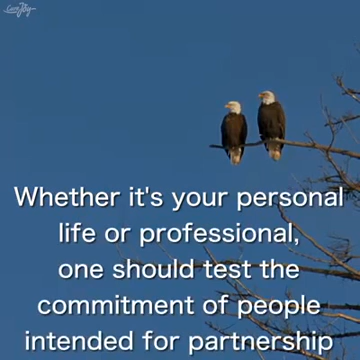 Whether it's your personal
life or professional,
one should test the
commitment of people
intended for partnership